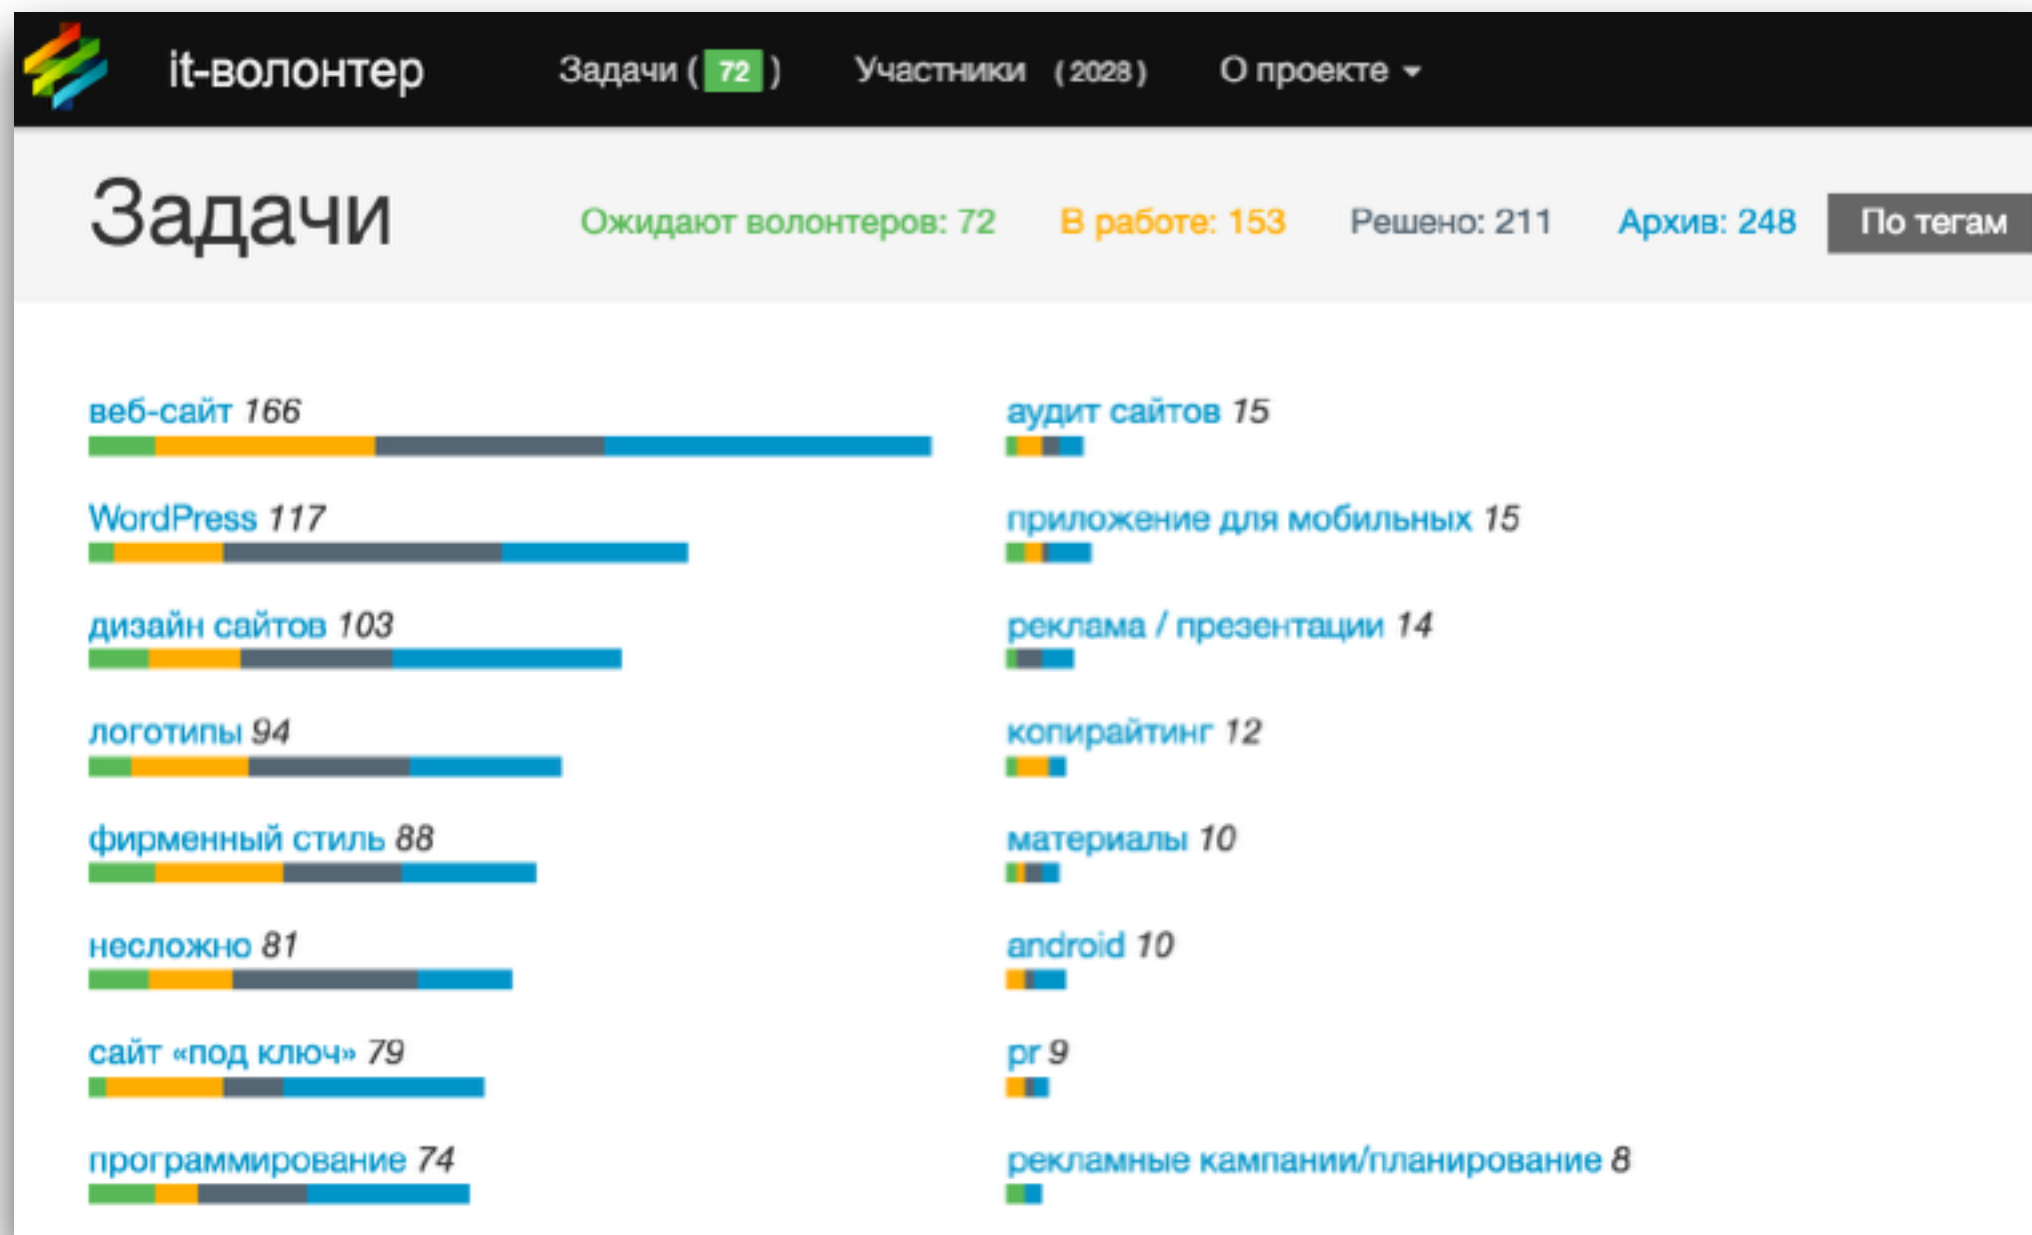 it-волонтер Задачи ( 72 ) Участники (2028) О проекте
Задачи Ожидают волонтеров: 72 В работе: 153 Решено: 211 Архив: 248 По тегам
веб-сайт 166
WordPress 117
дизайн сайтов 103
логотипы 94
фирменный стиль 88
несложно 81
сайт «под ключ» 79
программирование 74
аудит сайтов 15
приложение для мобильных 15
реклама / презентации 14
копирайтинг 12
материалы 10
android 10
pr 9
рекламные кампании/планирование 8